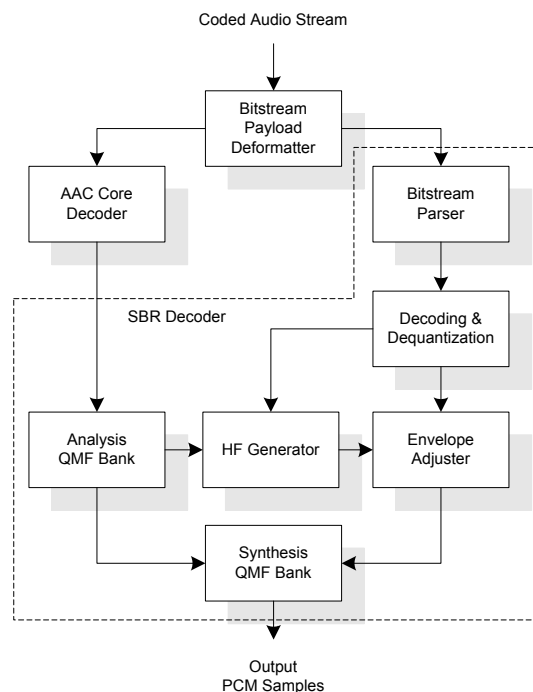 Coded Audio Stream
Bitstream
Payload
Deformatter
AAC Core
Decoder
Bitstream
Parser
SBR Decoder
Decoding &
Dequantization
Analysis
QMF Bank
HF Generator
Envelope
Adjuster
Synthesis
QMF Bank
Output
PCM Samples